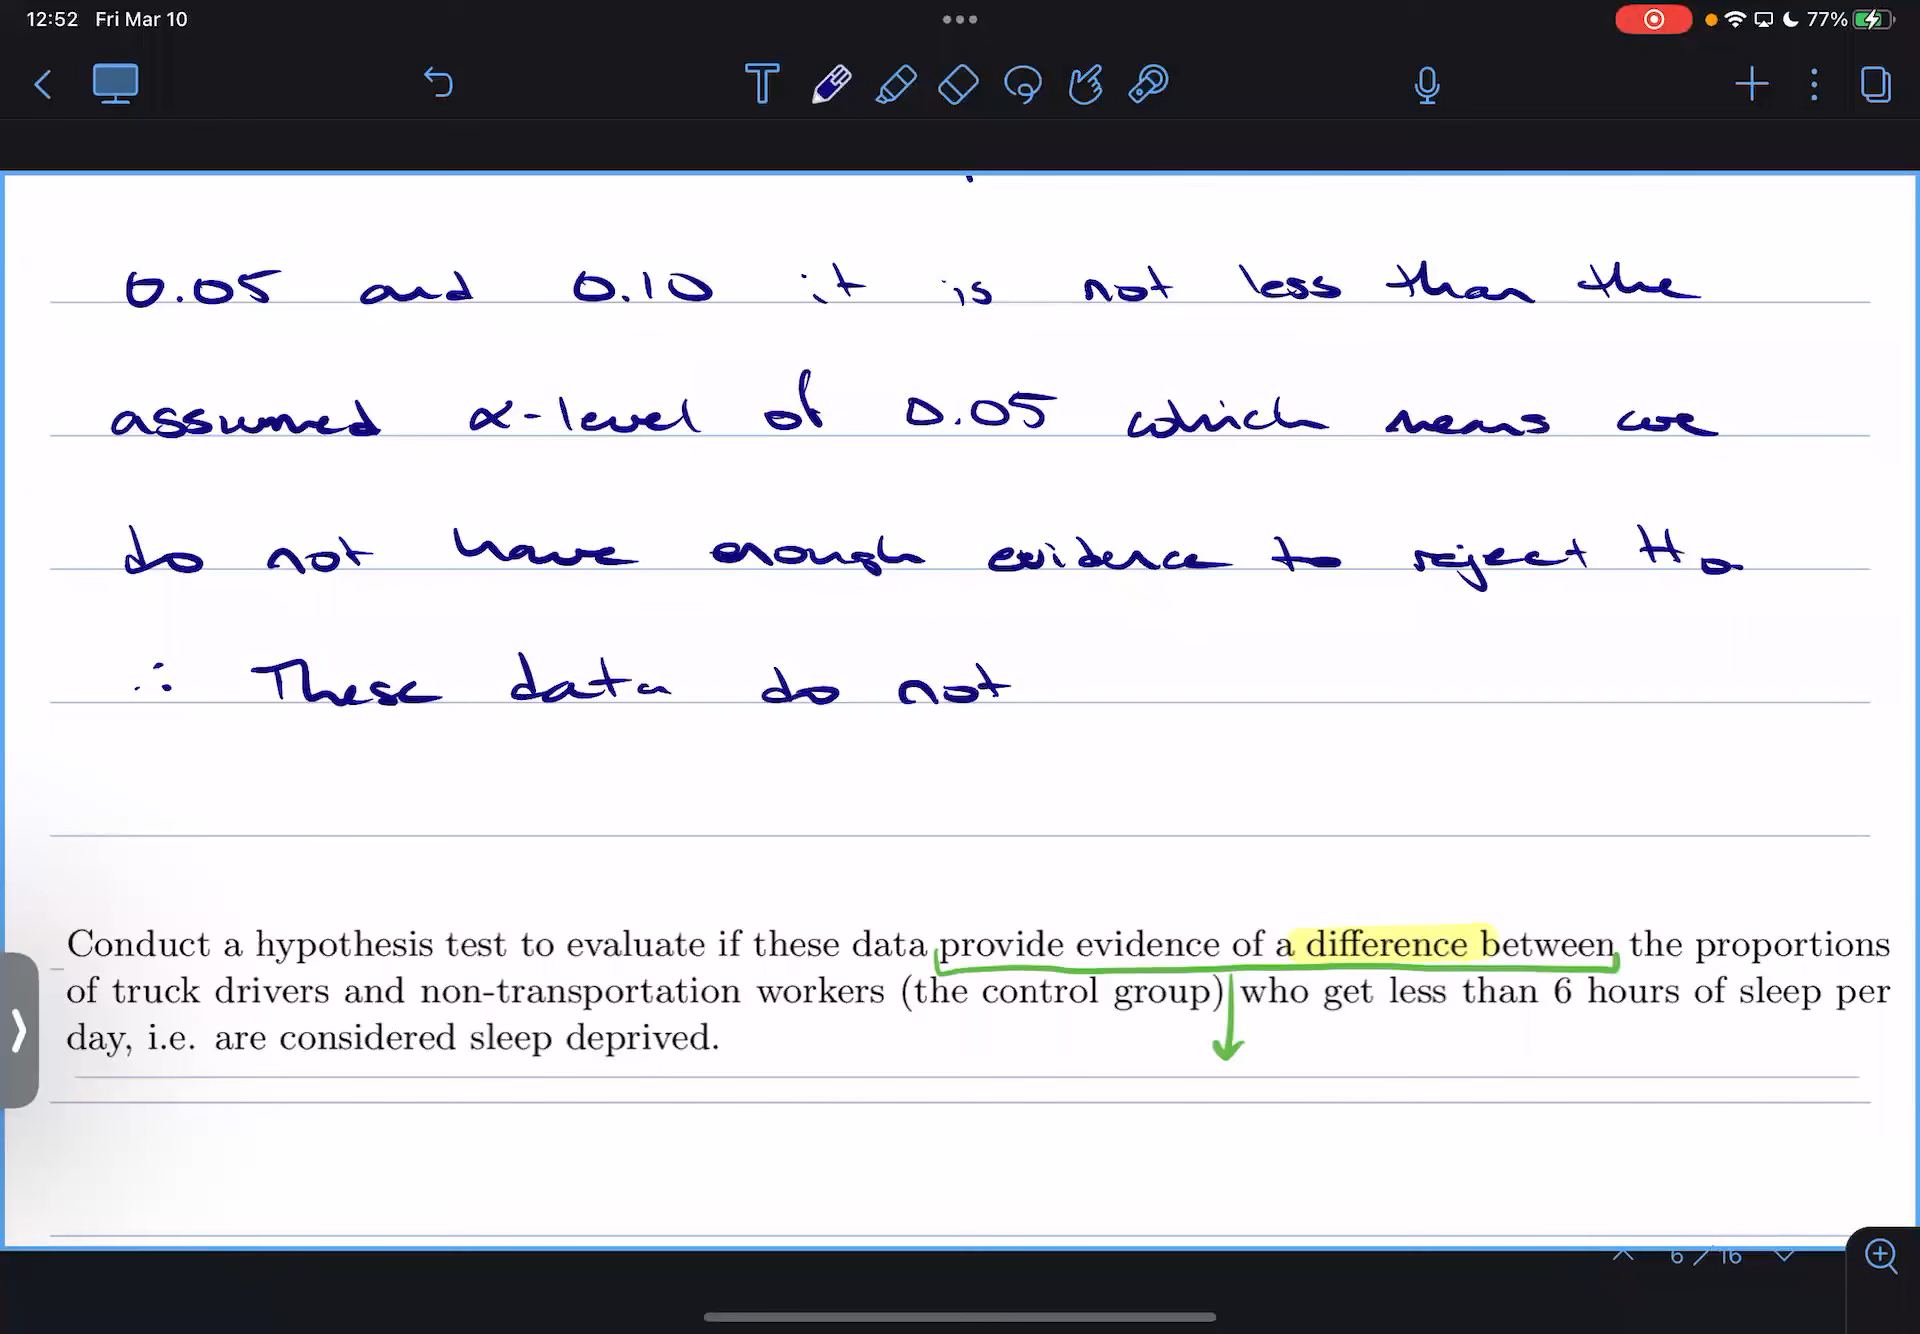 12:52 Fri Mar 10
77%
0.05 and 0.10 it is not less than the
assumed α-level of 0.05 which means we
do not have enough evidence to reject H0
∴ These data do not
Conduct a hypothesis test to evaluate if these data provide evidence of a difference between the proportions
of truck drivers and non-transportation workers (the control group) who get less than 6 hours of sleep per
day, i.e. are considered sleep deprived.
6 / 16